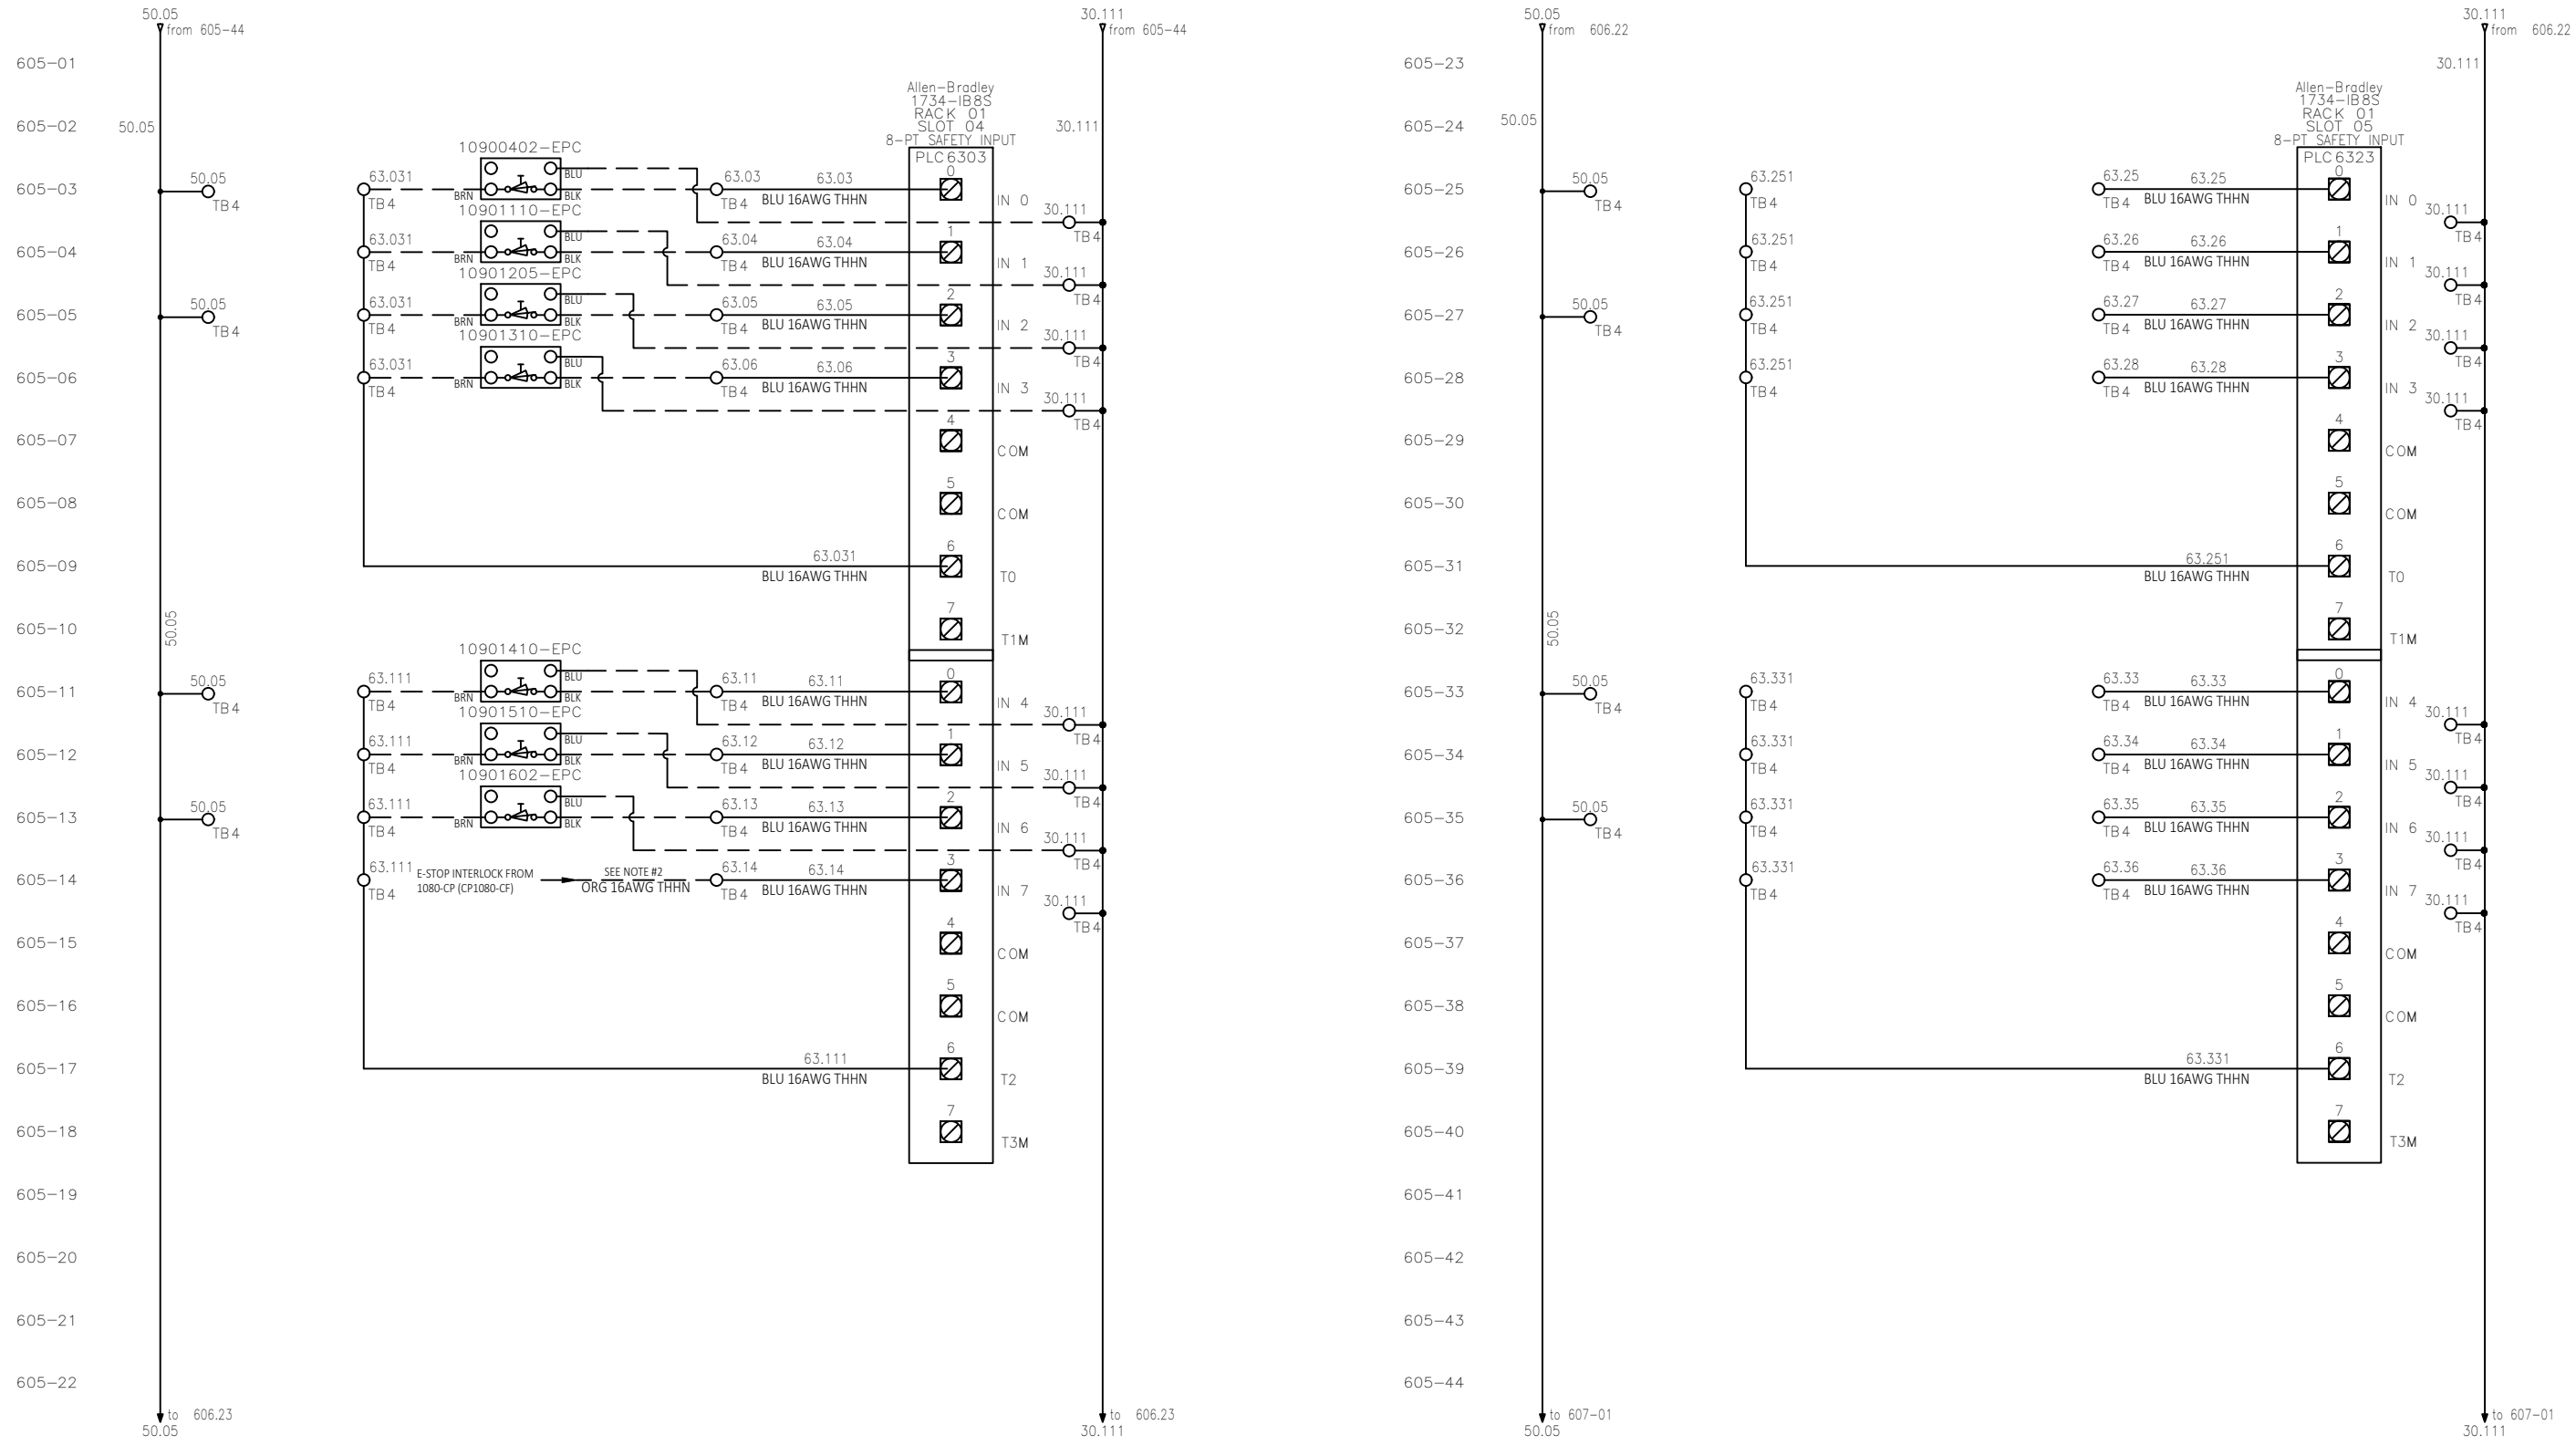 50.05
from 605-44
30.111
from 605-44
605-01
605-02
50.05
Allen-Bradley
1734-IB8S
RACK 01
SLOT 04
8-PT SAFETY INPUT
PLC6303
30.111
10900402-EPC
605-03
50.05
TB4
63.031
TB4
BRN
BLU
BLK
63.03
TB4
63.03
BLU 16AWG THHN
0
IN 0
30.111
TB4
10901110-EPC
605-04
63.031
TB4
BRN
BLU
BLK
63.04
TB4
63.04
BLU 16AWG THHN
1
IN 1
30.111
TB4
10901205-EPC
605-05
50.05
TB4
63.031
TB4
BRN
BLU
BLK
63.05
TB4
63.05
BLU 16AWG THHN
2
IN 2
30.111
TB4
10901310-EPC
605-06
63.031
TB4
BRN
BLU
BLK
63.06
TB4
63.06
BLU 16AWG THHN
3
IN 3
30.111
TB4
605-07
4
COM
605-08
5
COM
605-09
63.031
BLU 16AWG THHN
6
T0
605-10
50.05
7
T1M
10901410-EPC
605-11
50.05
TB4
63.111
TB4
BRN
BLU
BLK
63.11
TB4
63.11
BLU 16AWG THHN
0
IN 4
30.111
TB4
10901510-EPC
605-12
63.111
TB4
BRN
BLU
BLK
63.12
TB4
63.12
BLU 16AWG THHN
1
IN 5
30.111
TB4
10901602-EPC
605-13
50.05
TB4
63.111
TB4
BRN
BLU
BLK
63.13
TB4
63.13
BLU 16AWG THHN
2
IN 6
30.111
TB4
605-14
63.111
TB4
E-STOP INTERLOCK FROM
1080-CP (CP1080-CF)
SEE NOTE #2
ORG 16AWG THHN
63.14
TB4
63.14
BLU 16AWG THHN
3
IN 7
30.111
TB4
605-15
4
COM
605-16
5
COM
605-17
63.111
BLU 16AWG THHN
6
T2
605-18
7
T3M
605-19
605-20
605-21
605-22
to 606.23
50.05
to 606.23
30.111
50.05
from 606.22
30.111
from 606.22
605-23
30.111
605-24
50.05
Allen-Bradley
1734-IB8S
RACK 01
SLOT 05
8-PT SAFETY INPUT
PLC6323
605-25
50.05
TB4
63.251
TB4
63.25
TB4
63.25
BLU 16AWG THHN
0
IN 0
30.111
TB4
605-26
63.251
TB4
63.26
TB4
63.26
BLU 16AWG THHN
1
IN 1
30.111
TB4
605-27
50.05
TB4
63.251
TB4
63.27
TB4
63.27
BLU 16AWG THHN
2
IN 2
30.111
TB4
605-28
63.251
TB4
63.28
TB4
63.28
BLU 16AWG THHN
3
IN 3
30.111
TB4
605-29
4
COM
605-30
5
COM
605-31
63.251
BLU 16AWG THHN
6
T0
605-32
50.05
7
T1M
605-33
50.05
TB4
63.331
TB4
63.33
TB4
63.33
BLU 16AWG THHN
0
IN 4
30.111
TB4
605-34
63.331
TB4
63.34
TB4
63.34
BLU 16AWG THHN
1
IN 5
30.111
TB4
605-35
50.05
TB4
63.331
TB4
63.35
TB4
63.35
BLU 16AWG THHN
2
IN 6
30.111
TB4
605-36
63.331
TB4
63.36
TB4
63.36
BLU 16AWG THHN
3
IN 7
30.111
TB4
605-37
4
COM
605-38
5
COM
605-39
63.331
BLU 16AWG THHN
6
T2
605-40
7
T3M
605-41
605-42
605-43
605-44
to 607-01
50.05
to 607-01
30.111